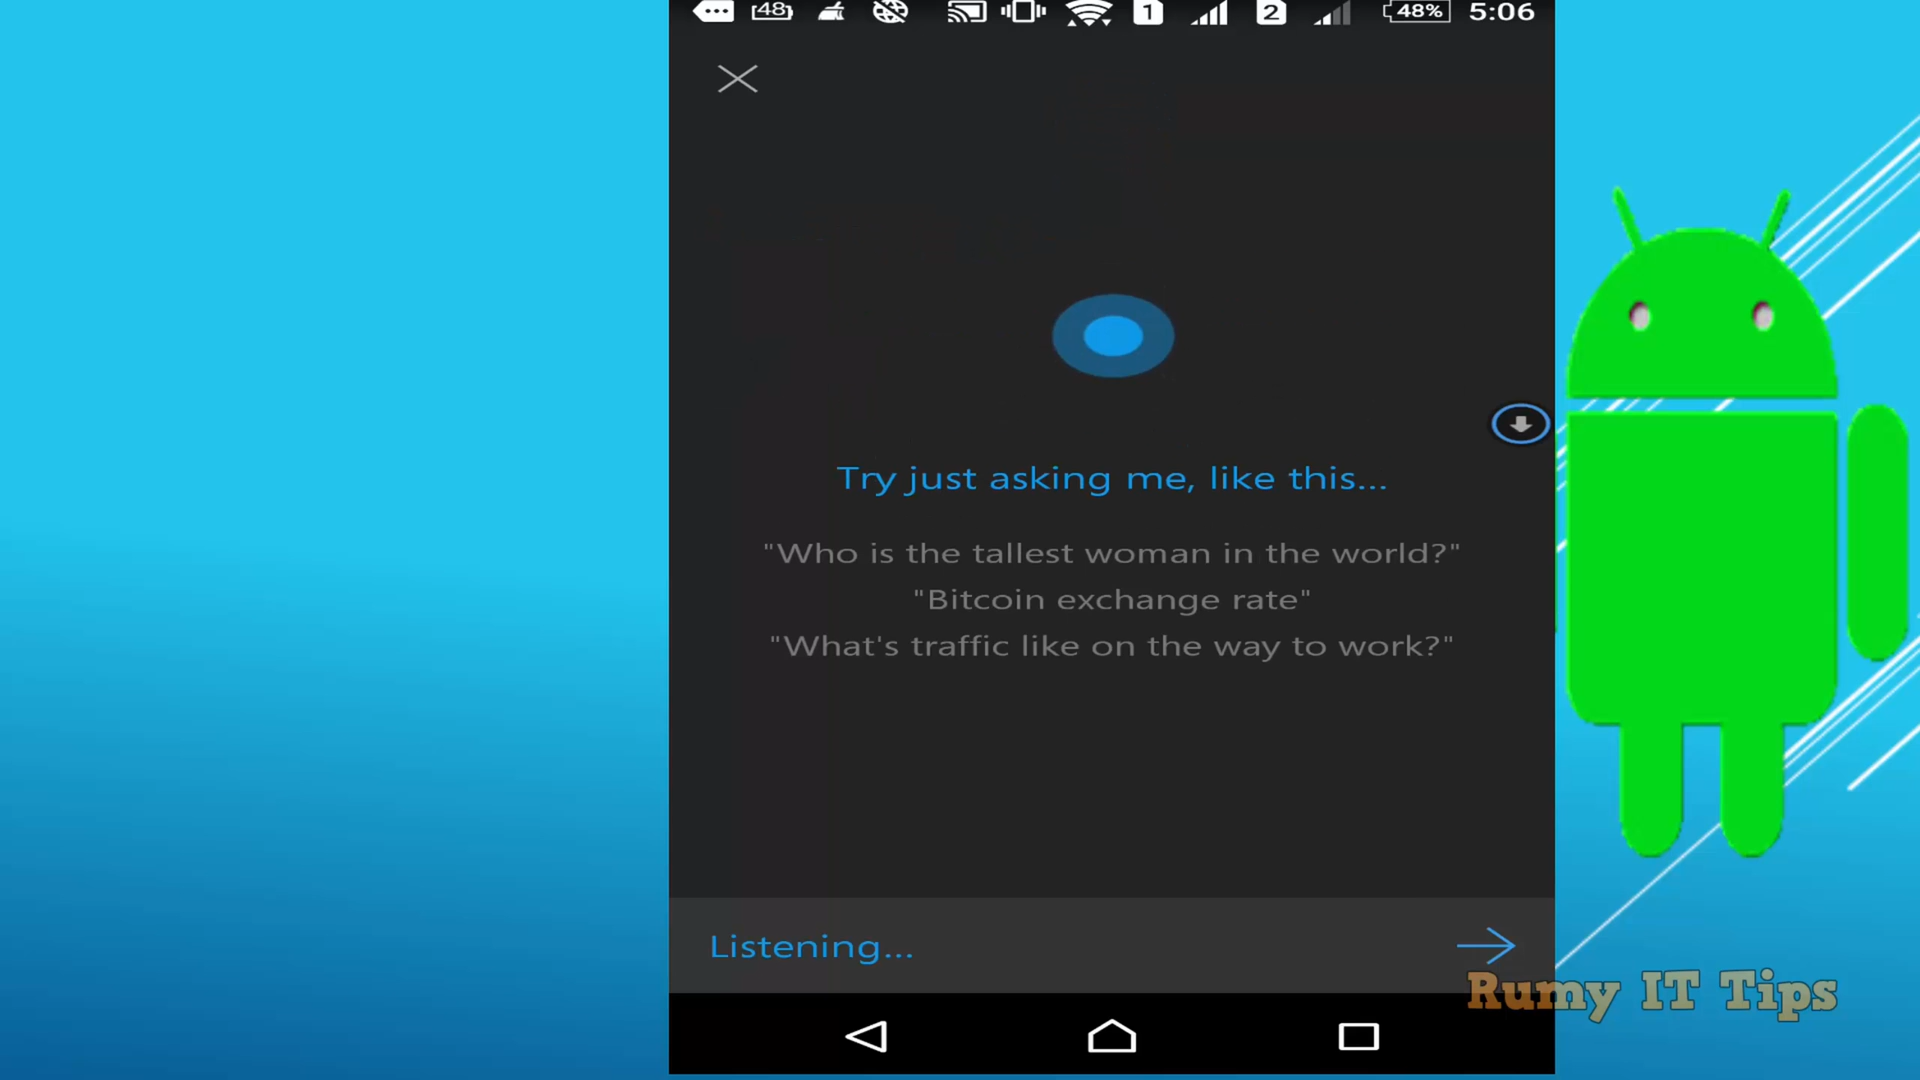 48 1 2 48% 5:06
Try just asking me, like this...
"Who is the tallest woman in the world?"
"Bitcoin exchange rate"
"What's traffic like on the way to work?"
Listening...
Rumy IT Tips